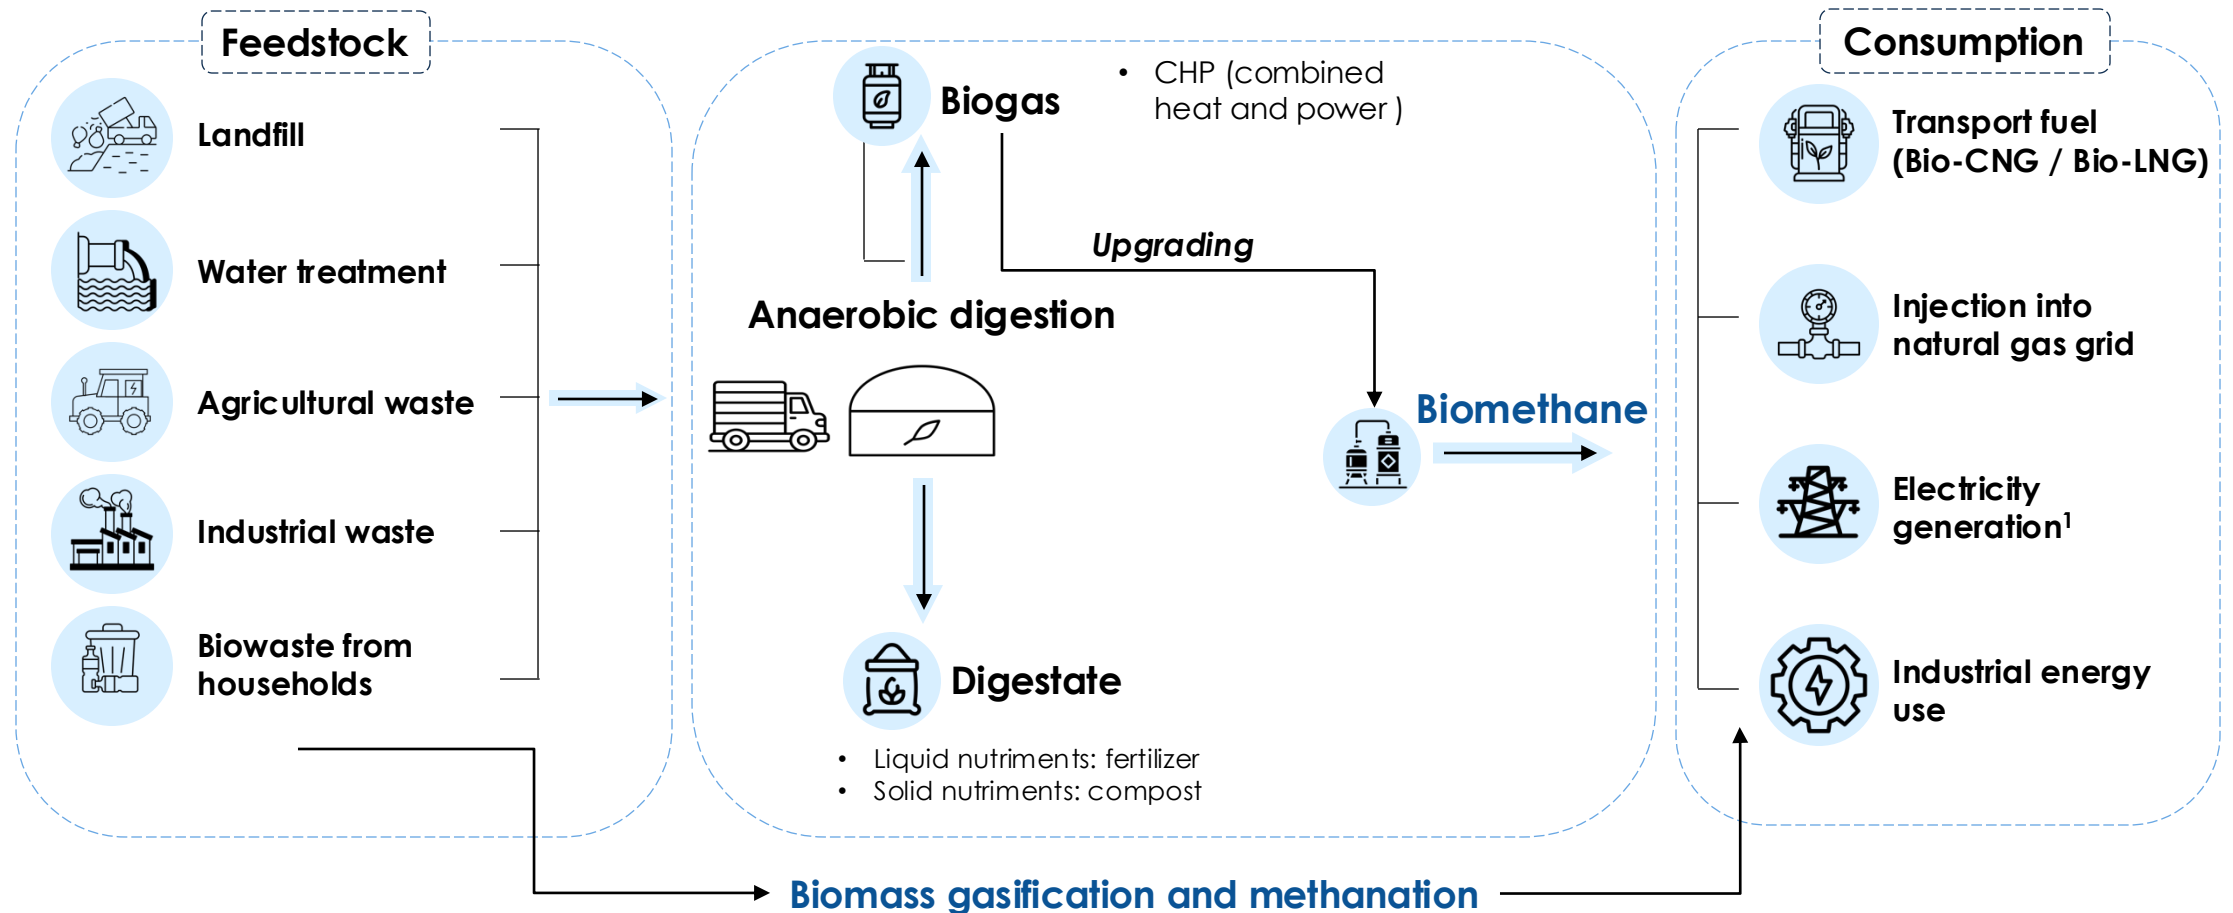 Feedstock
Landfill
Water treatment
Agricultural waste
Industrial waste
Biowaste from
households
Biogas
• CHP (combined
heat and power )
Upgrading
Anaerobic digestion
Biomethane
Digestate
• Liquid nutriments: fertilizer
• Solid nutriments: compost
Biomass gasification and methanation
Consumption
Transport fuel
(Bio-CNG / Bio-LNG)
Injection into
natural gas grid
Electricity
generation¹
Industrial energy
use